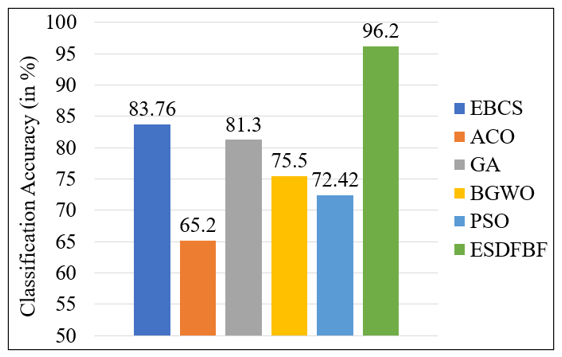 Classification Accuracy (in %)
100
95
90
85
80
75
70
65
60
55
50
83.76
65.2
81.3
75.5
72.42
96.2
EBCS
ACO
GA
BGWO
PSO
ESDFBF